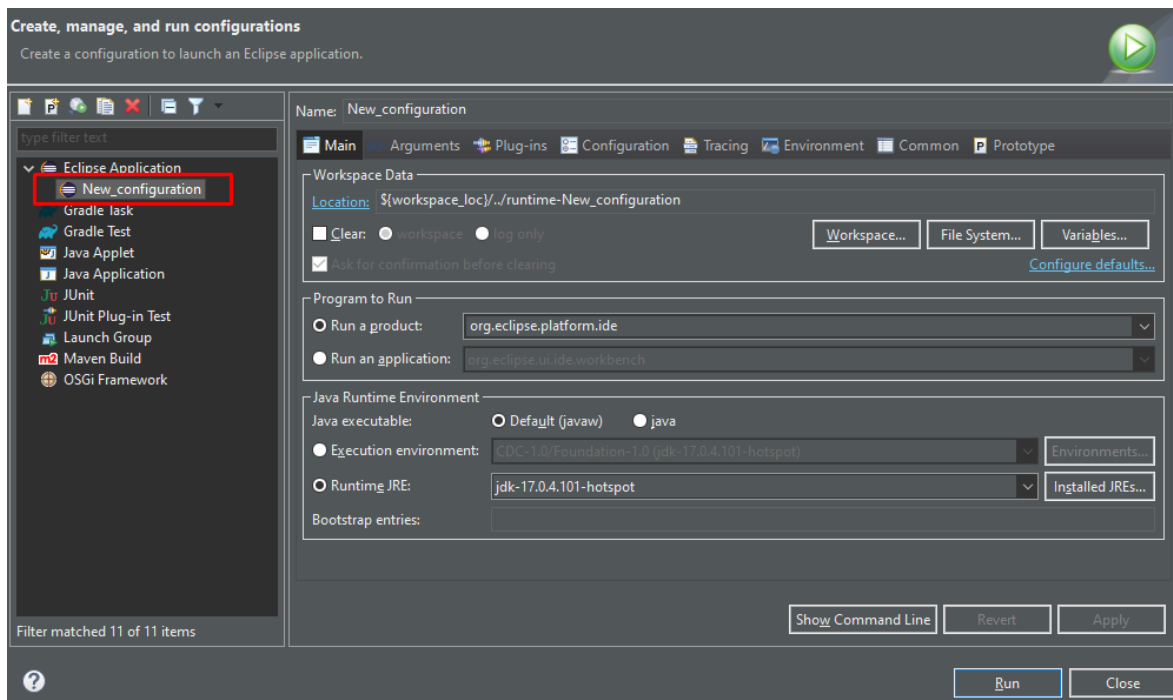 Create, manage, and run configurations
Create a configuration to launch an Eclipse application.
type filter text
Eclipse Application
New_configuration
Gradle Task
Gradle Test
Java Applet
Java Application
JUnit
JUnit Plug-in Test
Launch Group
Maven Build
OSGi Framework
Filter matched 11 of 11 items
Name: New_configuration
Main Arguments Plug-ins Configuration Tracing Environment Common Prototype
Workspace Data
Location: ${workspace_loc}/../runtime-New_configuration
Clear: workspace log only Workspace... File System... Variables...
Ask for confirmation before clearing Configure defaults...
Program to Run
Run a product: org.eclipse.platform.ide
Run an application: org.eclipse.ui.ide.workbench
Java Runtime Environment
Java executable: Default (javaw) java
Execution environment: CDC-1.0/Foundation-1.0 (jdk-17.0.4.101-hotspot) Environments...
Runtime JRE: jdk-17.0.4.101-hotspot Installed JREs...
Bootstrap entries:
Show Command Line Revert Apply
Run Close